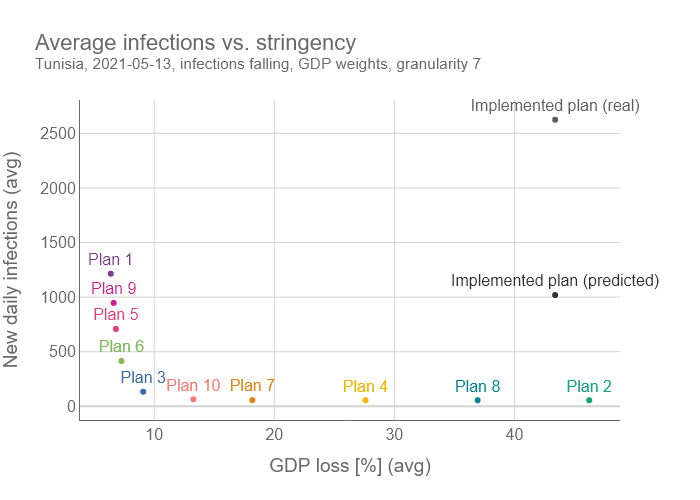 Average infections vs. stringency
Tunisia, 2021-05-13, infections falling, GDP weights, granularity 7
New daily infections (avg)
2500
2000
1500
1000
500
0
Implemented plan (real)
Plan 1
Implemented plan (predicted)
Plan 9
Plan 5
Plan 6
Plan 3
Plan 10
Plan 7
Plan 4
Plan 8
Plan 2
10
20
30
40
GDP loss [%] (avg)